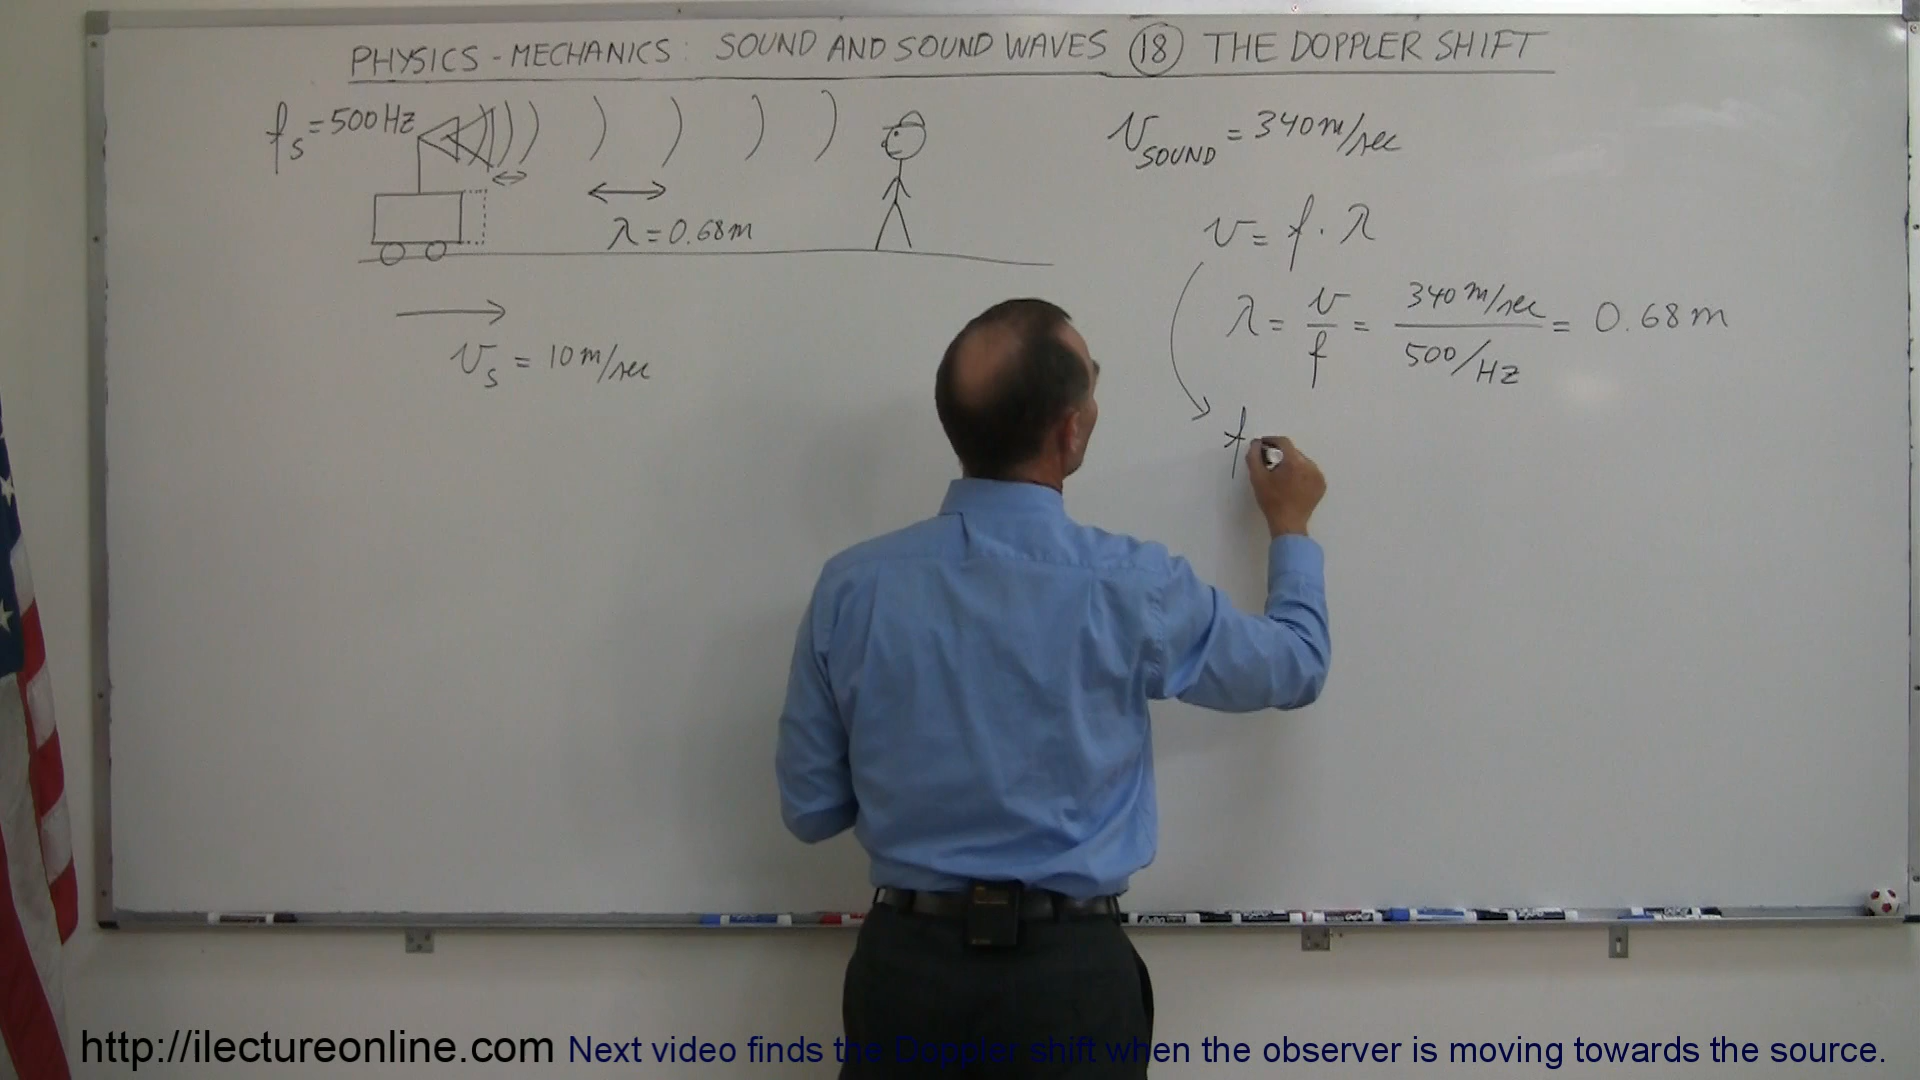 PHYSICS - MECHANICS: SOUND AND SOUND WAVES 18 THE DOPPLER SHIFT
fs = 500 Hz
λ = 0.68 m
vs = 10 m/sec
vSOUND = 340 m/sec
v = f · λ
λ = v/f = 340 m/sec / 500/Hz = 0.68 m
f
http://ilectureonline.com Next video finds the Doppler shift when the observer is moving towards the source.